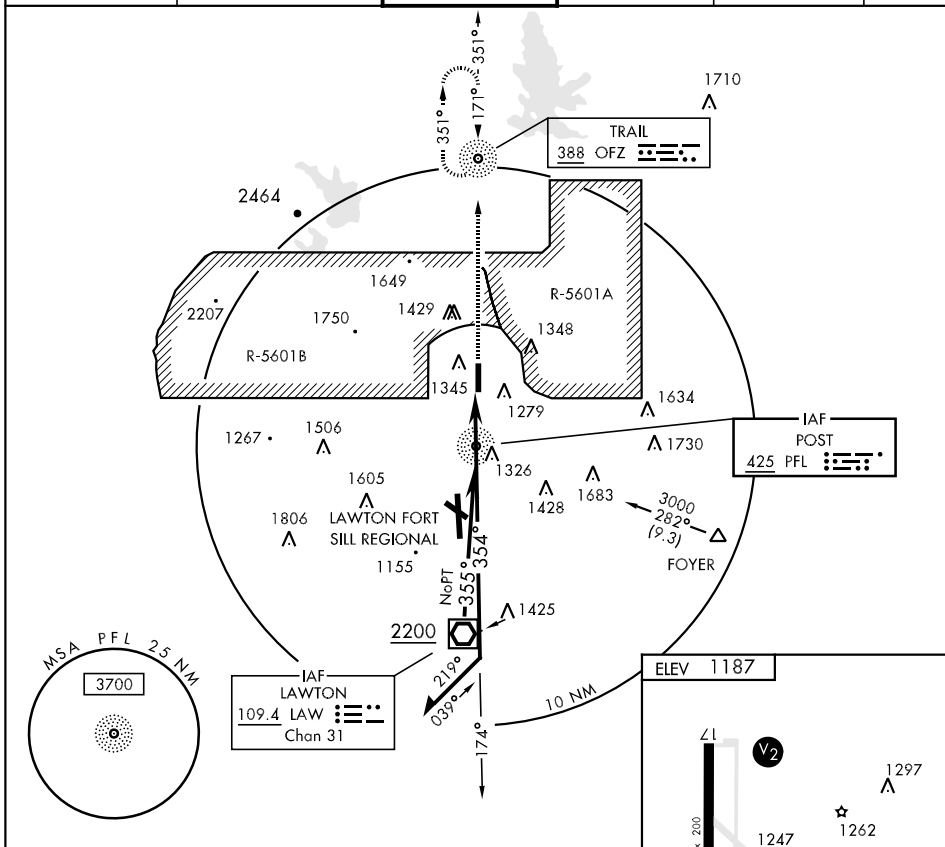 351°
171°
351°
1710
TRAIL
388 OFZ
2464
1649
R-5601A
2207
1429
1750
1348
R-5601B
1345
1279
1634
IAF
POST
425 PFL
1267
1506
1730
1326
1605
1683
1428
3000
282°
(9.3)
1806
LAWTON FORT
SILL REGIONAL
FOYER
1155
NoPT
355°
354°
1425
2200
MSA PFL 25 NM
3700
IAF
LAWTON
109.4 LAW
Chan 31
219°
039°
174°
10 NM
ELEV 1187
17
V2
1297
1262
200
1247